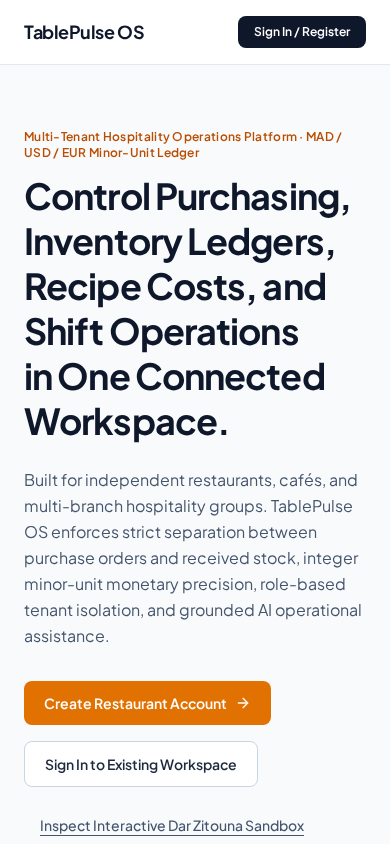 TablePulse OS
Sign In / Register
Multi-Tenant Hospitality Operations Platform · MAD /
USD / EUR Minor-Unit Ledger
Control Purchasing,
Inventory Ledgers,
Recipe Costs, and
Shift Operations
in One Connected
Workspace.
Built for independent restaurants, cafés, and
multi-branch hospitality groups. TablePulse
OS enforces strict separation between
purchase orders and received stock, integer
minor-unit monetary precision, role-based
tenant isolation, and grounded AI operational
assistance.
Create Restaurant Account →
Sign In to Existing Workspace
Inspect Interactive Dar Zitouna Sandbox